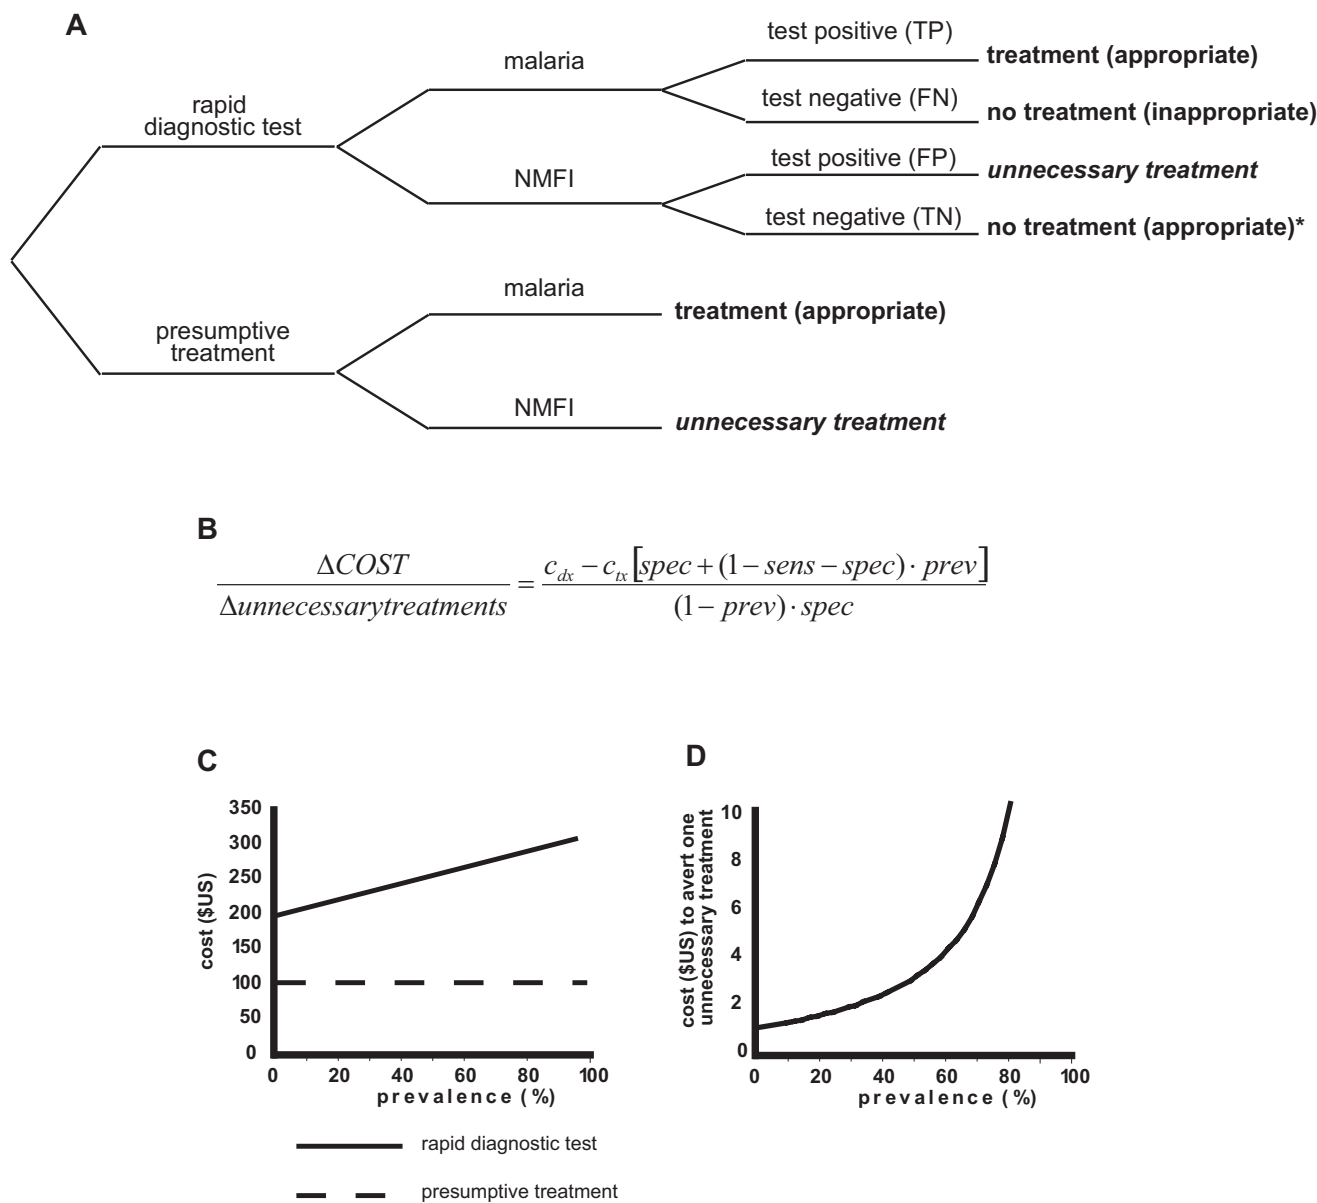 A
rapid
diagnostic test
malaria
test positive (TP)
treatment (appropriate)
test negative (FN)
no treatment (inappropriate)
NMFI
test positive (FP)
unnecessary treatment
test negative (TN)
no treatment (appropriate)*
presumptive
treatment
malaria
treatment (appropriate)
NMFI
unnecessary treatment
B
ΔCOST
Δunnecessarytreatments
=
c_dx − c_tx [spec + (1 − sens − spec) · prev]
(1 − prev) · spec
C
cost ($US)
350
300
250
200
150
100
50
0
0 20 40 60 80 100
prevalence (%)
rapid diagnostic test
presumptive treatment
D
cost ($US) to avert one
unnecessary treatment
10
8
6
4
2
0
0 20 40 60 80 100
prevalence (%)